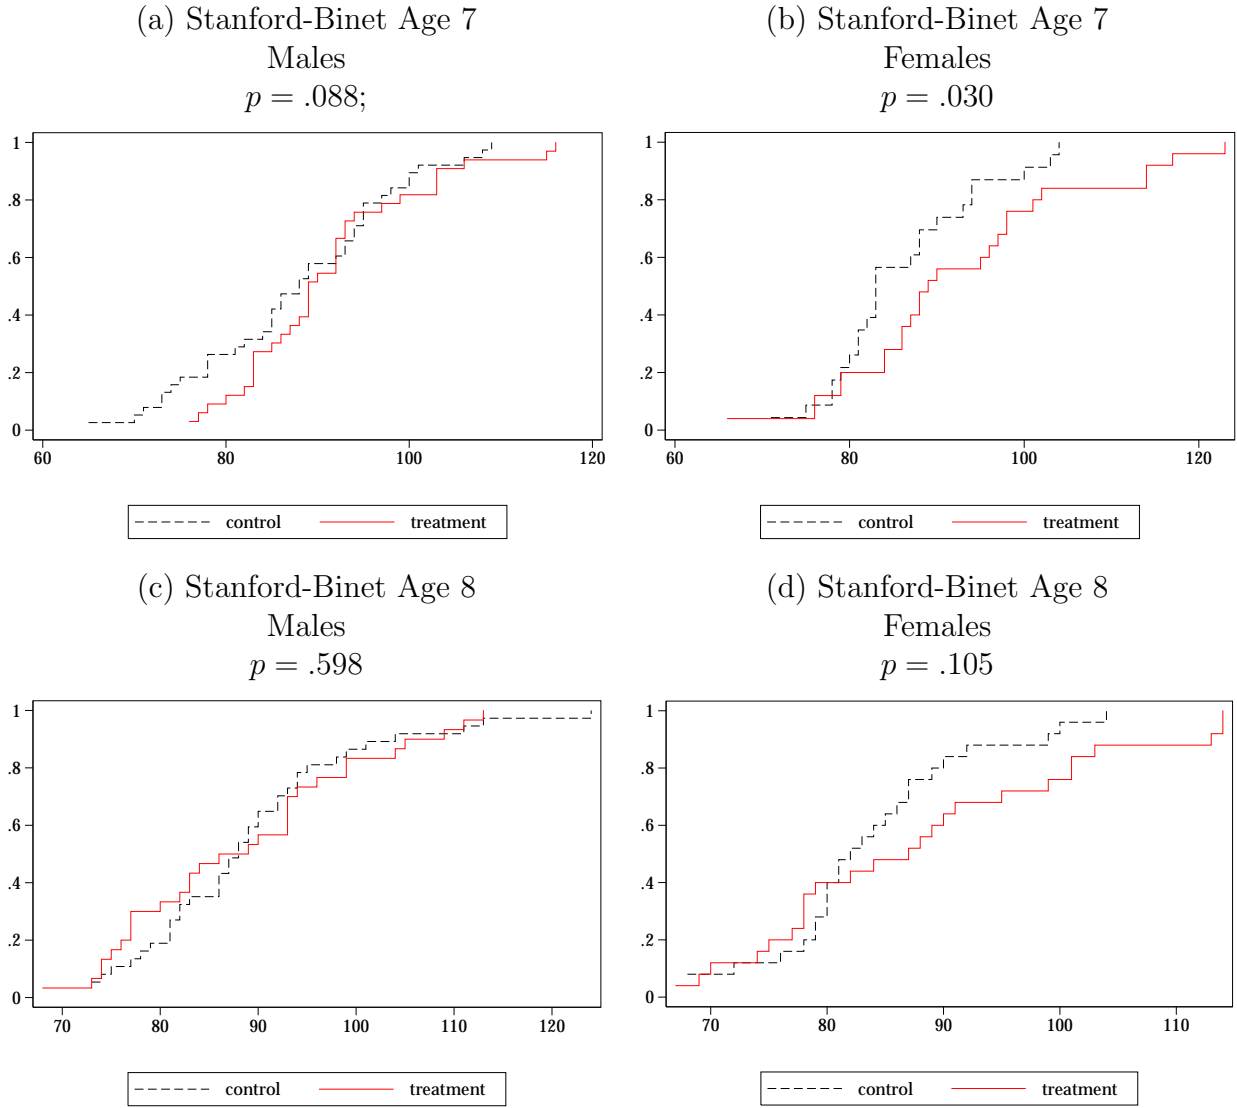 (a) Stanford-Binet Age 7
Males
p = .088;
1
.8
.6
.4
.2
0
60
80
100
120
control
treatment
(b) Stanford-Binet Age 7
Females
p = .030
1
.8
.6
.4
.2
0
60
80
100
120
control
treatment
(c) Stanford-Binet Age 8
Males
p = .598
1
.8
.6
.4
.2
0
70
80
90
100
110
120
control
treatment
(d) Stanford-Binet Age 8
Females
p = .105
1
.8
.6
.4
.2
0
70
80
90
100
110
control
treatment